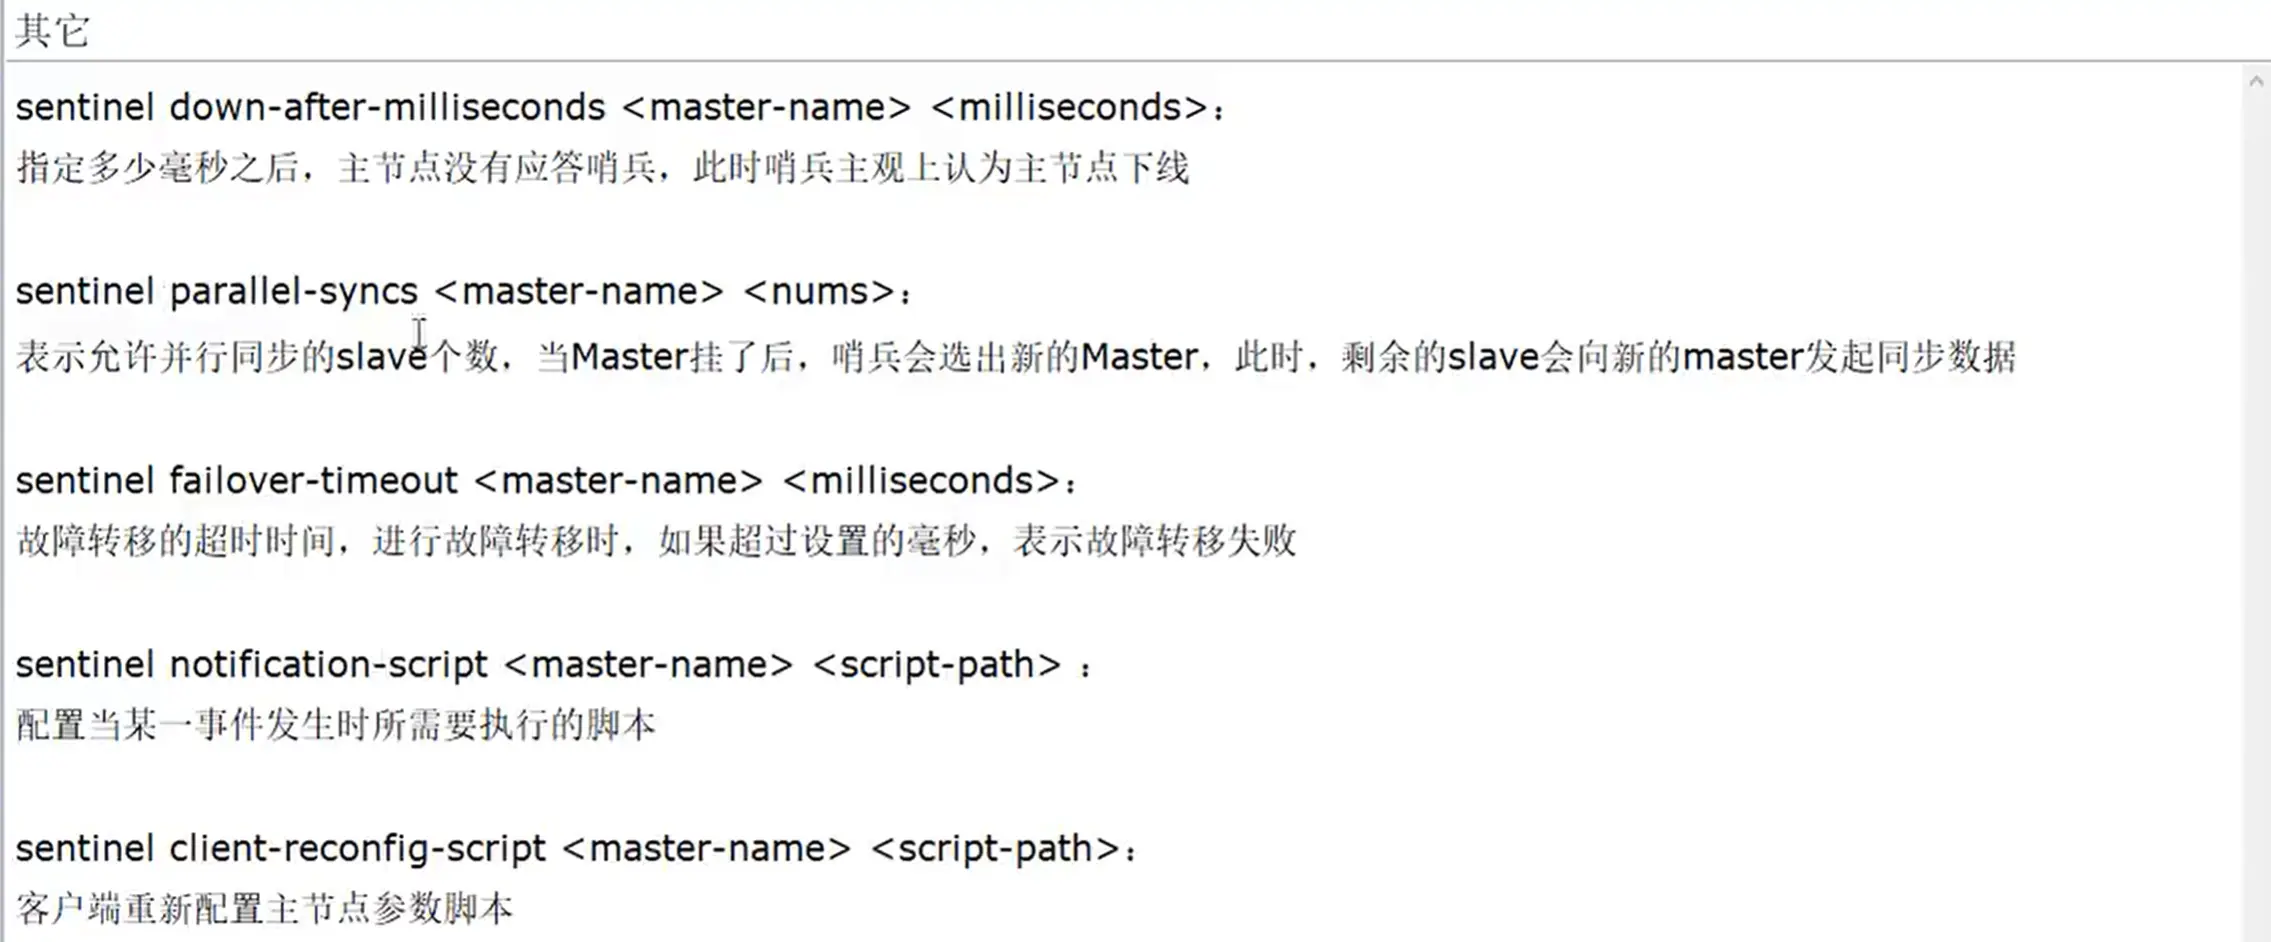 其它
sentinel down-after-milliseconds <master-name> <milliseconds>：
指定多少毫秒之后，主节点没有应答哨兵，此时哨兵主观上认为主节点下线
sentinel parallel-syncs <master-name> <nums>：
表示允许并行同步的slave个数，当Master挂了后，哨兵会选出新的Master，此时，剩余的slave会向新的master发起同步数据
sentinel failover-timeout <master-name> <milliseconds>：
故障转移的超时时间，进行故障转移时，如果超过设置的毫秒，表示故障转移失败
sentinel notification-script <master-name> <script-path> ：
配置当某一事件发生时所需要执行的脚本
sentinel client-reconfig-script <master-name> <script-path>：
客户端重新配置主节点参数脚本